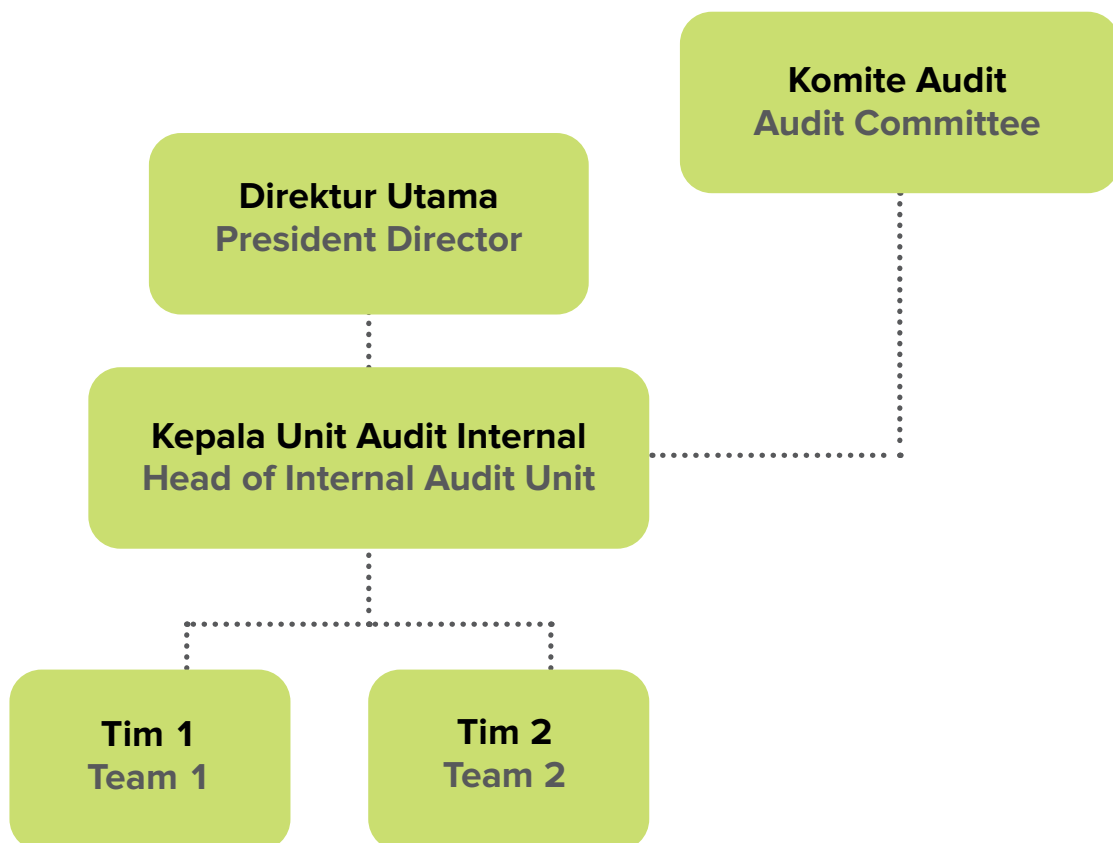 Komite Audit
Audit Committee
Direktur Utama
President Director
Kepala Unit Audit Internal
Head of Internal Audit Unit
Tim 1
Team 1
Tim 2
Team 2